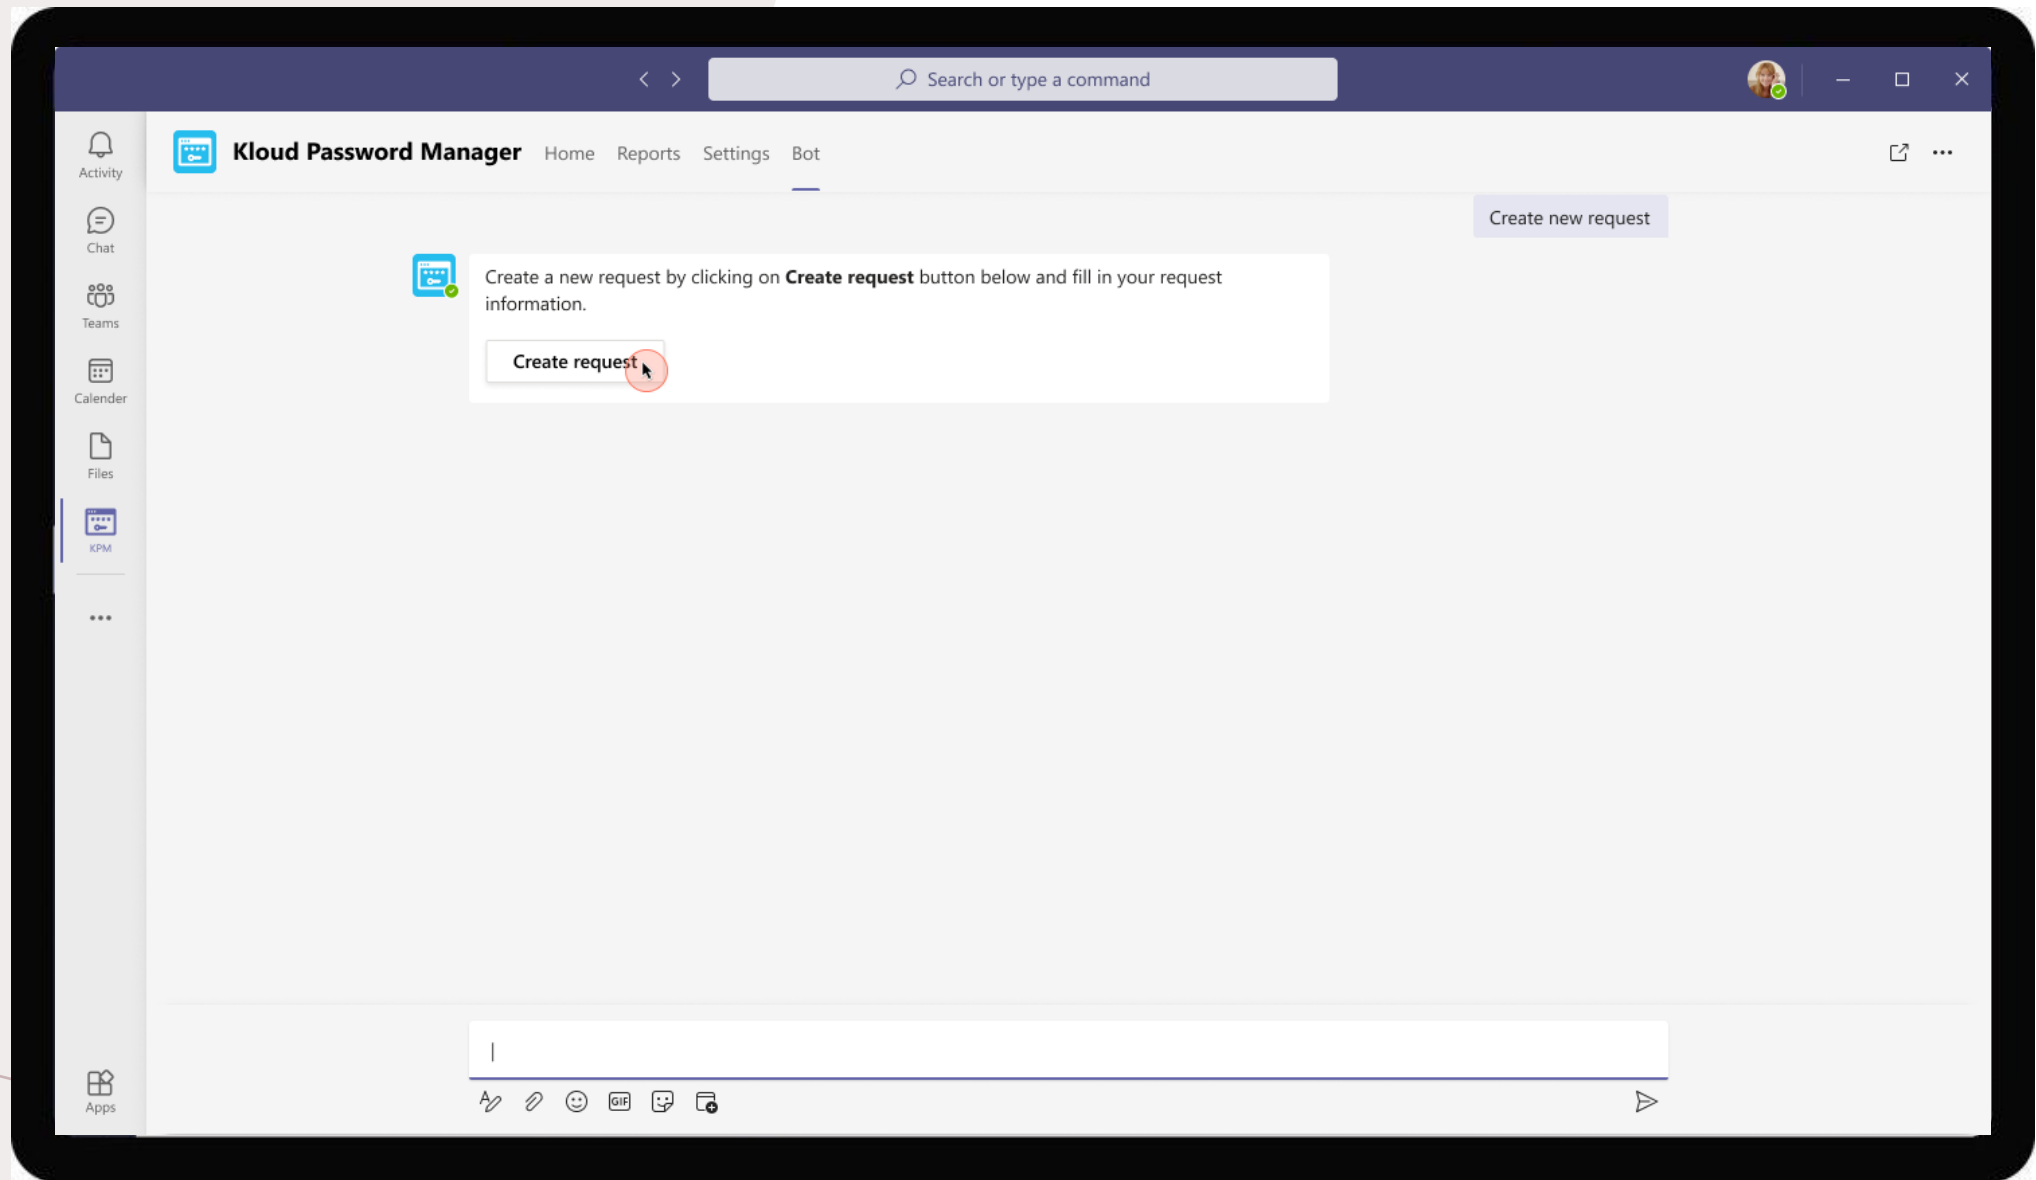 Search or type a command
Activity
Chat
Teams
Calender
Files
KPM
Apps
Kloud Password Manager Home Reports Settings Bot
Create new request
Create a new request by clicking on Create request button below and fill in your request
information.
Create request
GIF